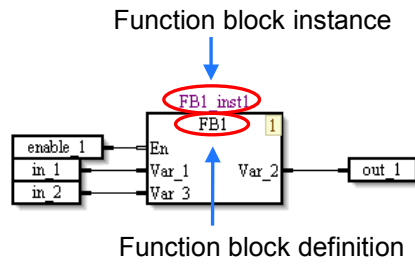 Function block instance
FB1_inst1
FB1 1
enable_1 En
in_1 Var_1 Var_2 out_1
in_2 Var_3
Function block definition